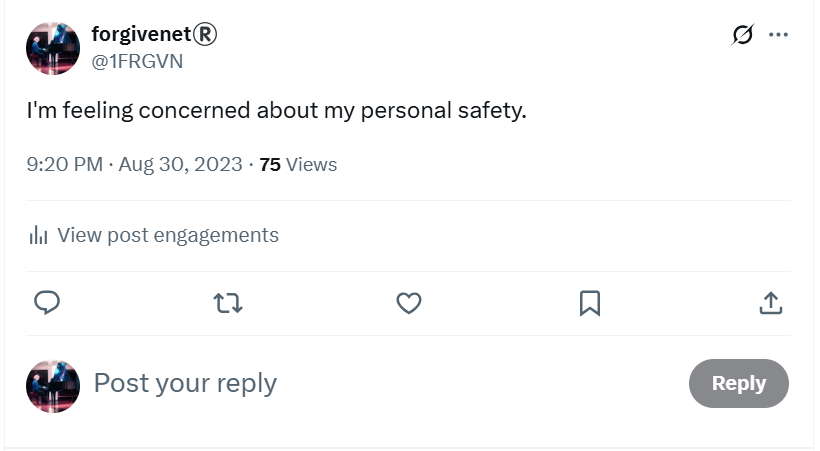 forgivenet®
@1FRGVN
I'm feeling concerned about my personal safety.
9:20 PM · Aug 30, 2023 · 75 Views
View post engagements
Post your reply
Reply